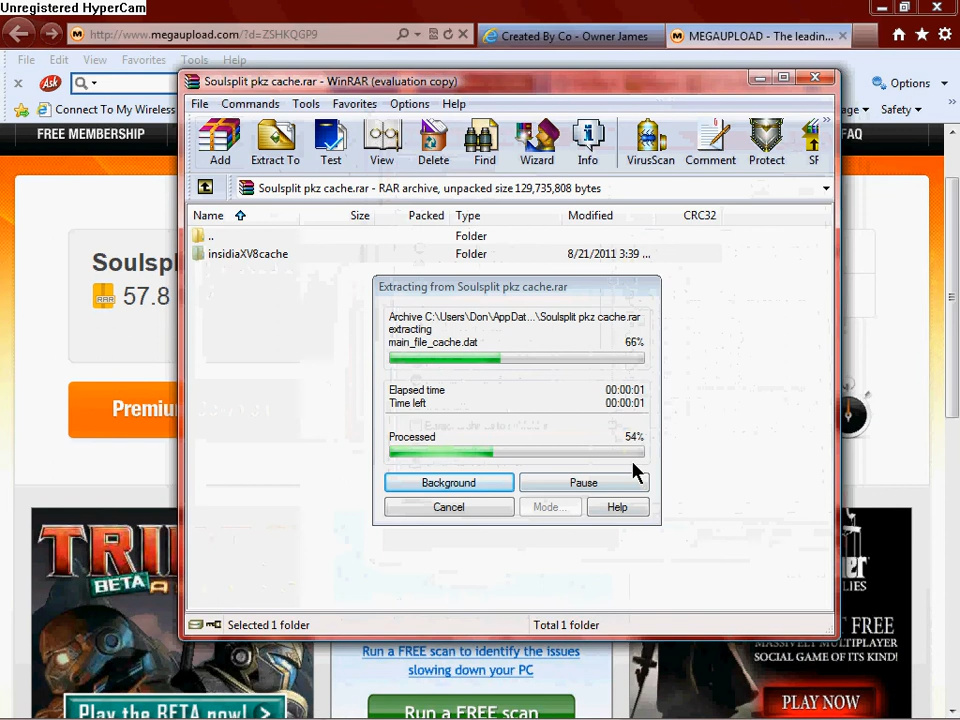 Unregistered HyperCam
http://www.megaupload.com/?d=ZSHKQGP9
Created By Co - Owner James
MEGAUPLOAD - The leadin...
File Edit View Favorites Tools Help
Ask
Options
Connect To My Wireless
Safety
FREE MEMBERSHIP
FAQ
Soulsplit pkz cache.rar - WinRAR (evaluation copy)
File Commands Tools Favorites Options Help
Add Extract To Test View Delete Find Wizard Info VirusScan Comment Protect SF
Soulsplit pkz cache.rar - RAR archive, unpacked size 129,735,808 bytes
Name Size Packed Type Modified CRC32
.. Folder
insidiaXV8cache Folder 8/21/2011 3:39 ...
Soulspl
RAR 57.8
Premiu
Extracting from Soulsplit pkz cache.rar
Archive C:\Users\Don\AppDat...\Soulsplit pkz cache.rar
extracting
main_file_cache.dat 66%
Elapsed time 00:00:01
Time left 00:00:01
Processed 54%
Background Pause
Cancel Mode... Help
Selected 1 folder Total 1 folder
TRI
BETA
Play the BETA now! >
Run a FREE scan to identify the issues
slowing down your PC
Run a FREE scan
LIES
FREE
MASSIVELY MULTIPLAYER
SOCIAL GAME OF ITS KIND!
PLAY NOW